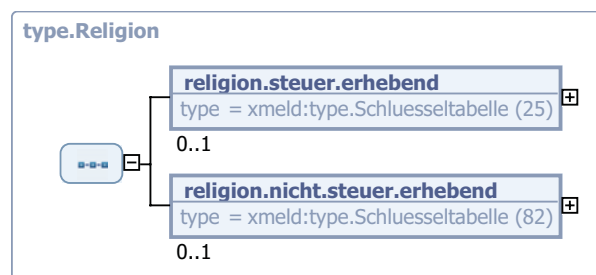 type.Religion
religion.steuer.erhebend
type = xmeld:type.Schluesseltabelle (25)
0..1
religion.nicht.steuer.erhebend
type = xmeld:type.Schluesseltabelle (82)
0..1